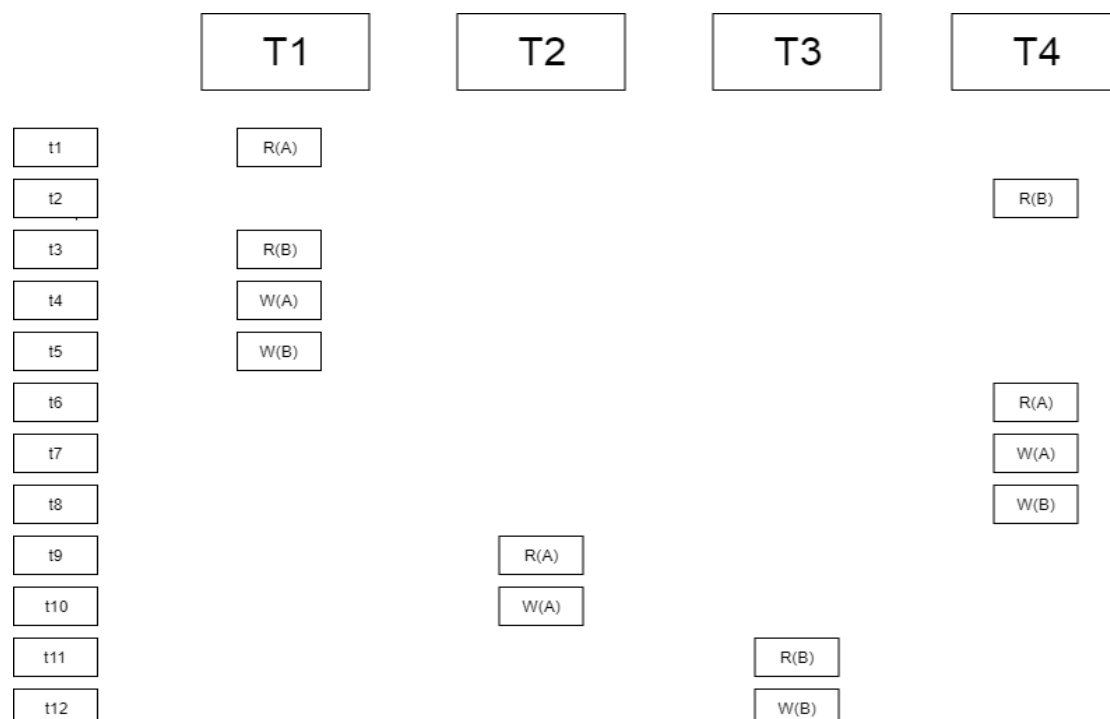 T1 T2 T3 T4
t1 R(A)
t2 R(B)
t3 R(B)
t4 W(A)
t5 W(B)
t6 R(A)
t7 W(A)
t8 W(B)
t9 R(A)
t10 W(A)
t11 R(B)
t12 W(B)